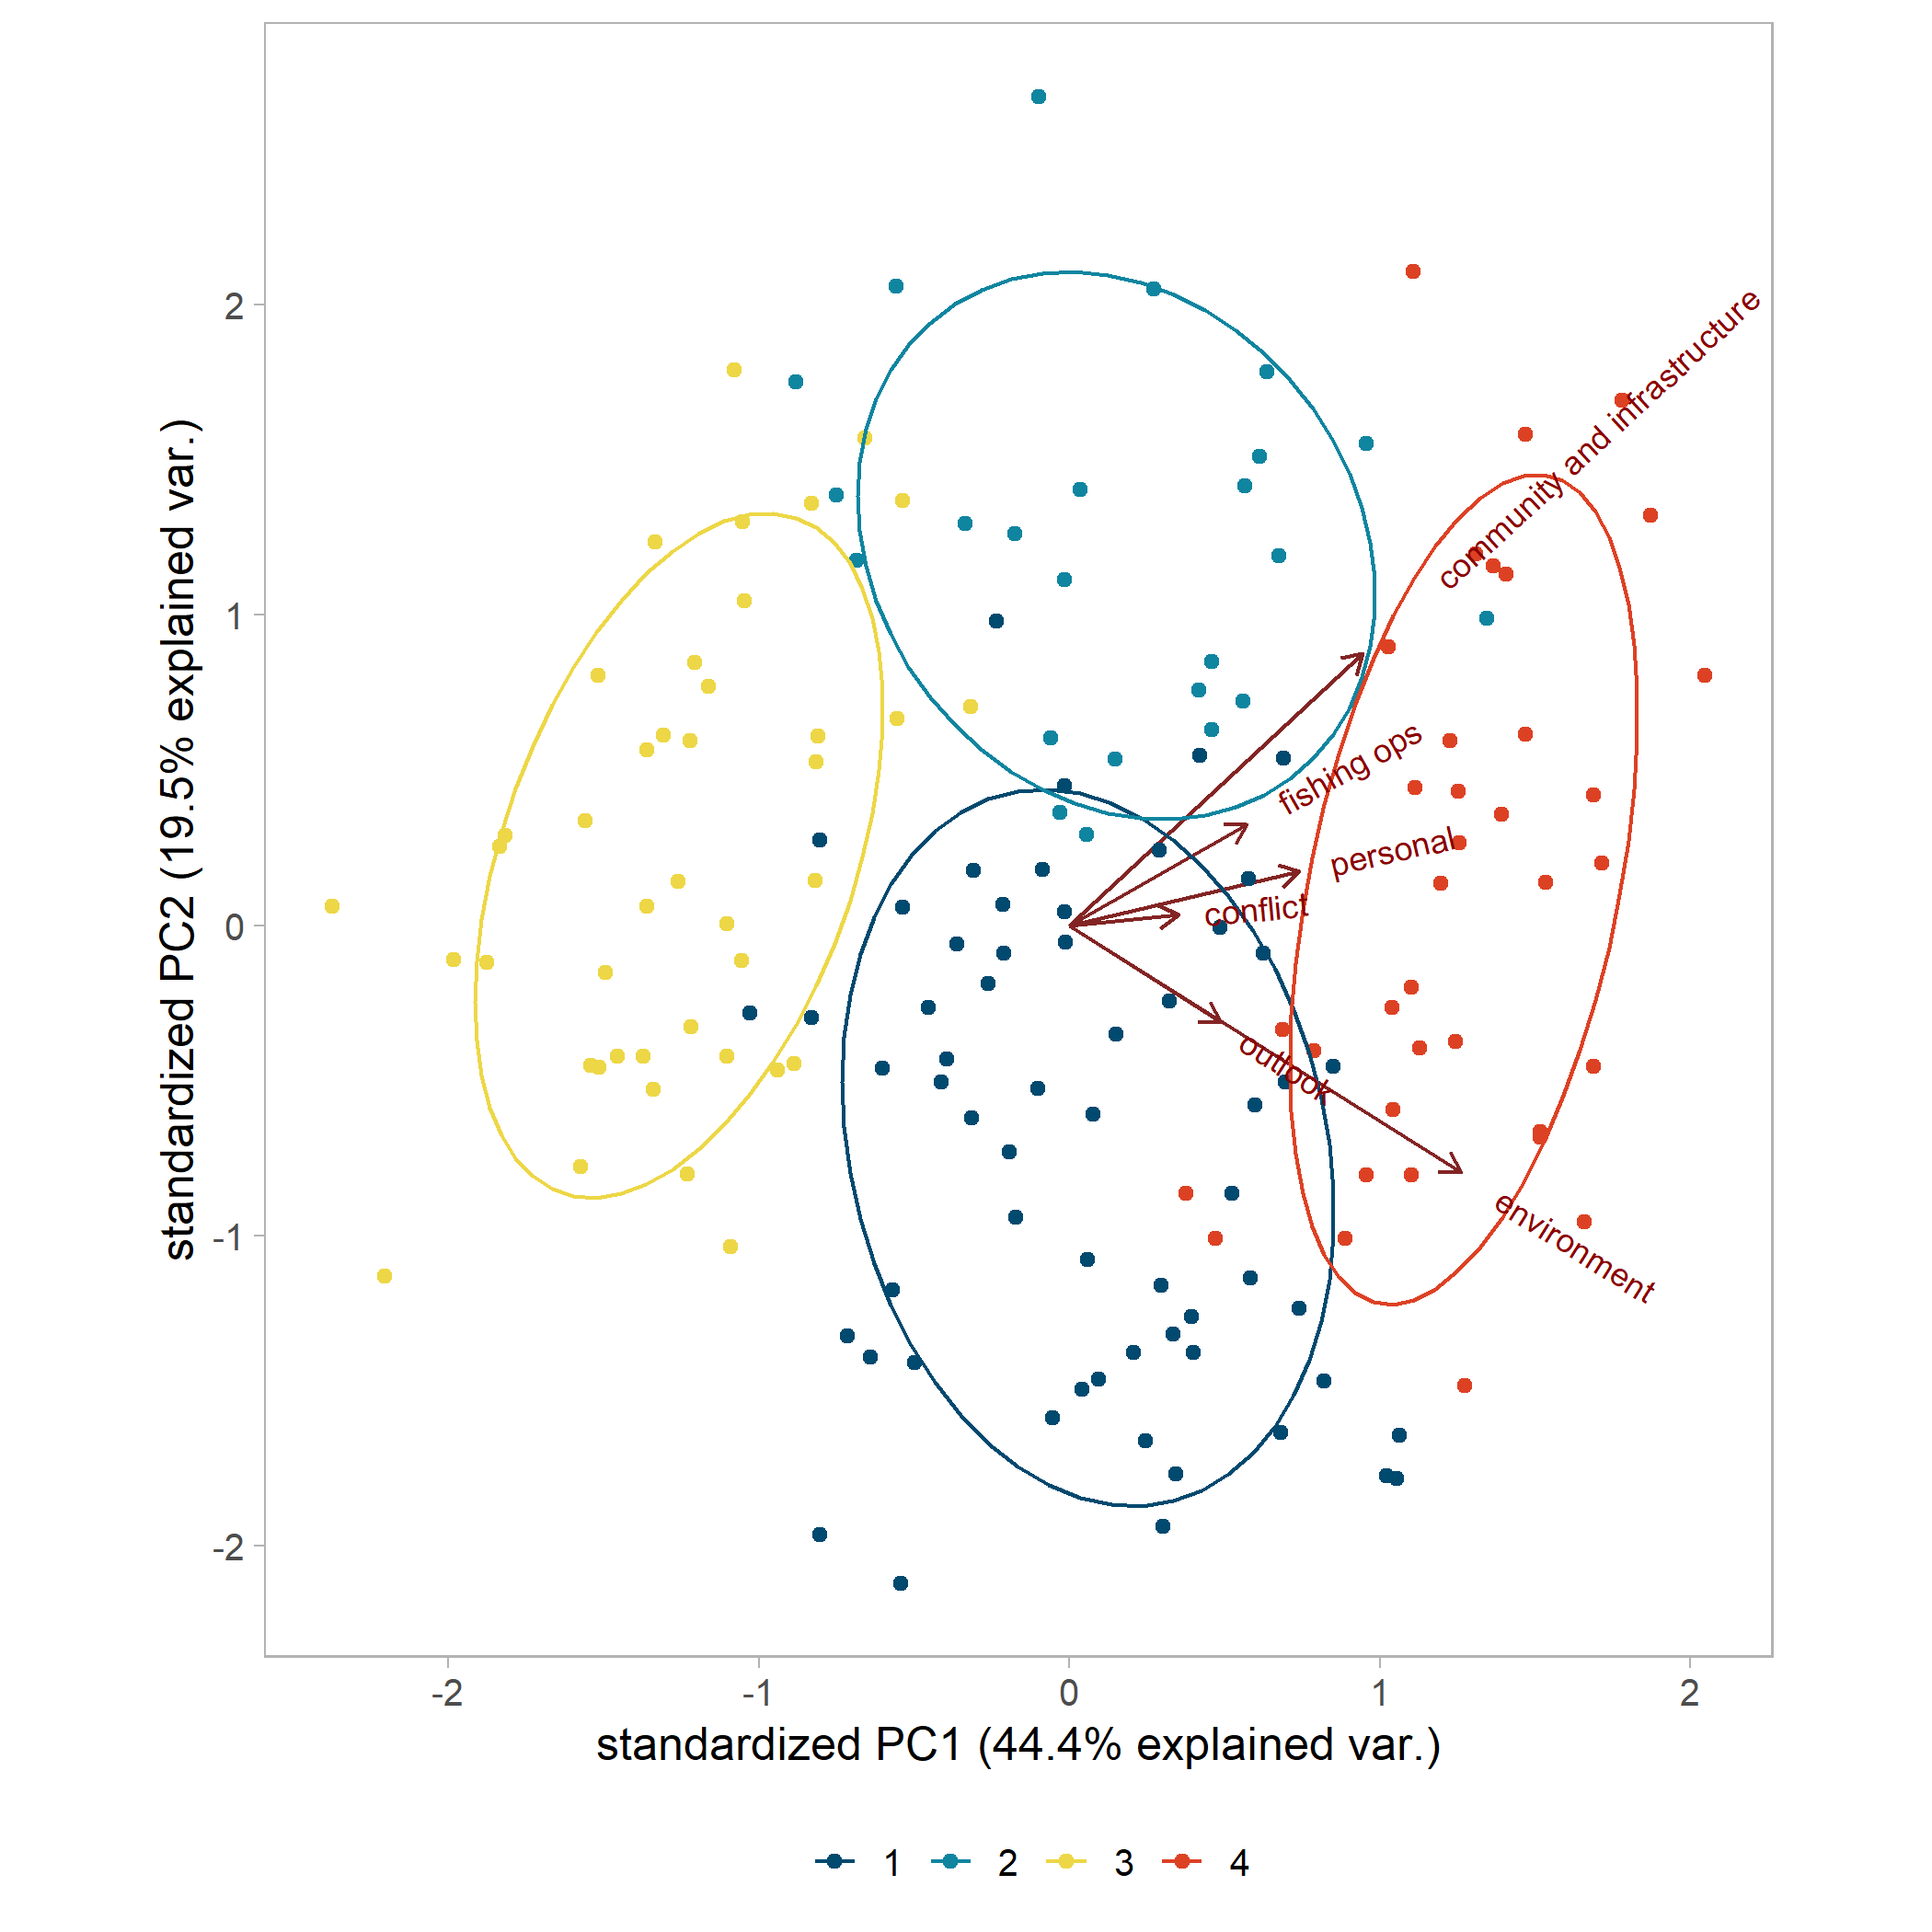 standardized PC2 (19.5% explained var.)
2
1
0
-1
-2
community and infrastructure
fishing ops
personal
conflict
outlook
environment
-2 -1 0 1 2
standardized PC1 (44.4% explained var.)
1 2 3 4